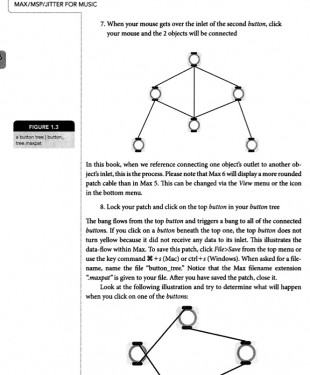 MAX/MSP/JITTER FOR MUSIC
7. When your mouse gets over the inlet of the second button, click
your mouse and the 2 objects will be connected
FIGURE 1.3
a button tree | button_
tree.maxpat
In this book, when we reference connecting one object's outlet to another ob-
ject's inlet, this is the process. Please note that Max 6 will display a more rounded
patch cable than in Max 5. This can be changed via the View menu or the icon
in the bottom menu.
8. Lock your patch and click on the top button in your button tree
The bang flows from the top button and triggers a bang to all of the connected
buttons. If you click on a button beneath the top one, the top button does not
turn yellow because it did not receive any data to its inlet. This illustrates the
data-flow within Max. To save this patch, click File>Save from the top menu or
use the key command ⌘+s (Mac) or ctrl+s (Windows). When asked for a file-
name, name the file "button_tree." Notice that the Max filename extension
".maxpat" is given to your file. After you have saved the patch, close it.
Look at the following illustration and try to determine what will happen
when you click on one of the buttons: